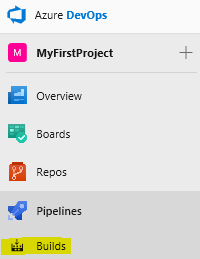 Azure DevOps
M MyFirstProject +
Overview
Boards
Repos
Pipelines
Builds